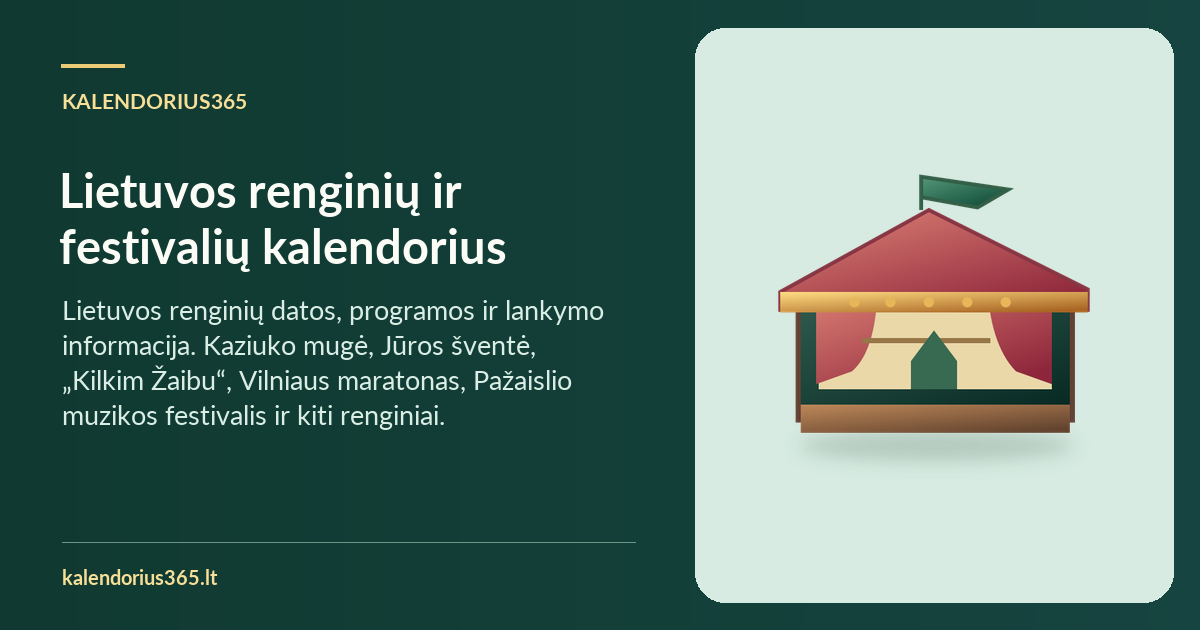 KALENDORIUS365
Lietuvos renginių ir
festivalių kalendorius
Lietuvos renginių datos, programos ir lankymo
informacija. Kaziuko mugė, Jūros šventė,
„Kilkim Žaibu“, Vilniaus maratonas, Pažaislio
muzikos festivalis ir kiti renginiai.
kalendorius365.lt